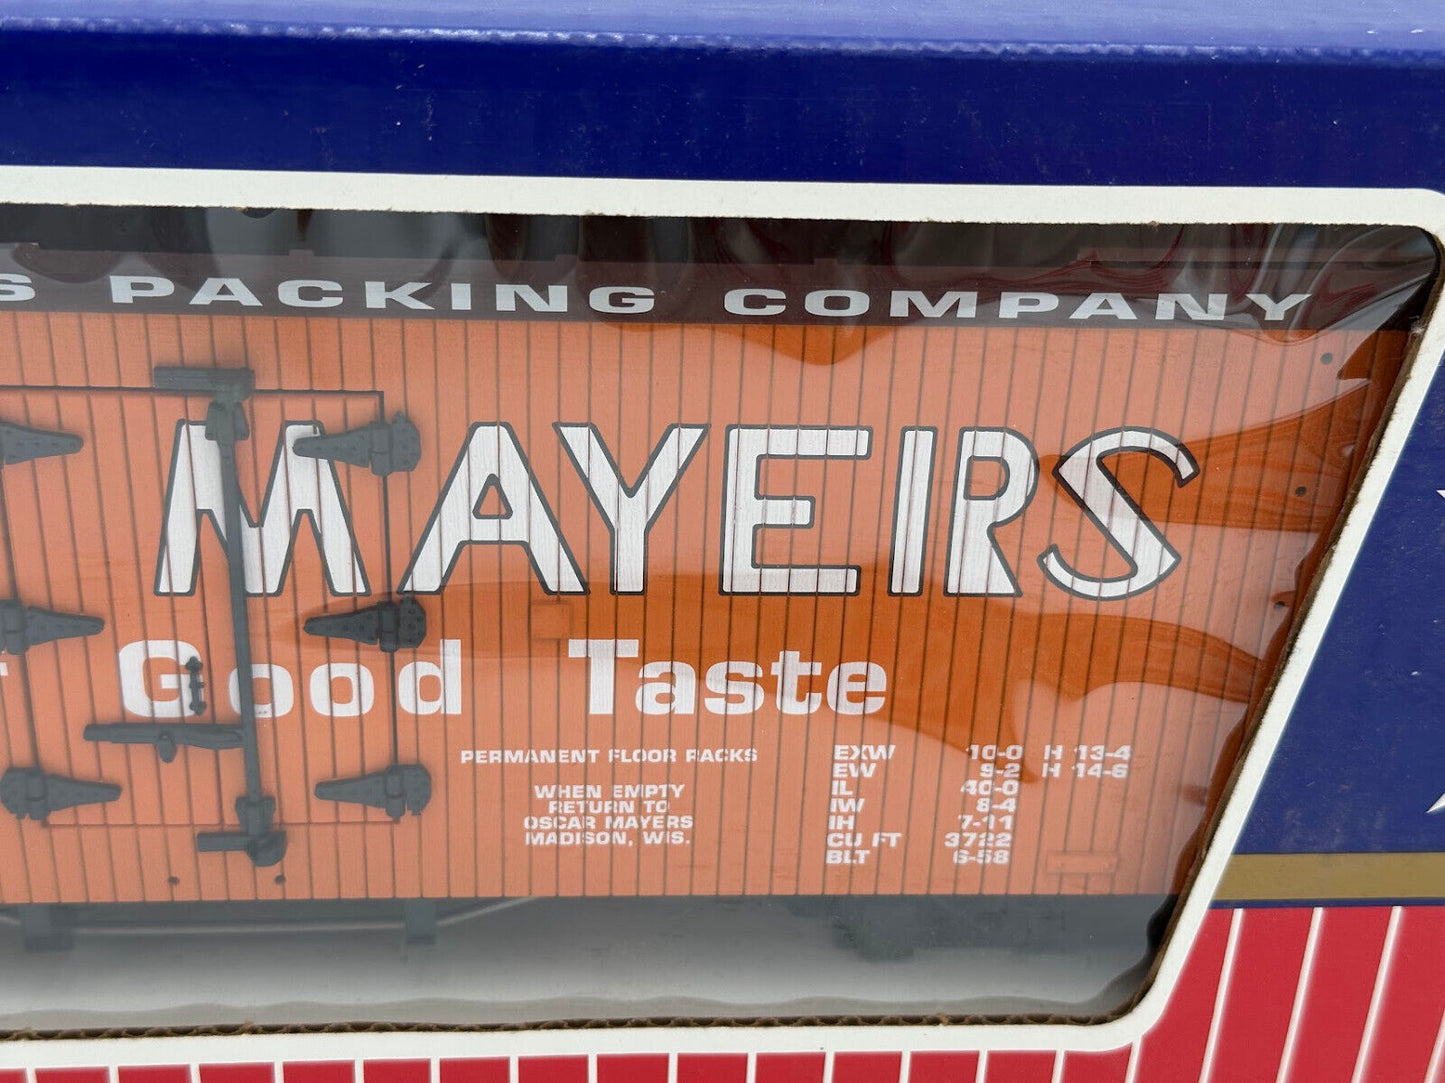 S PACKING COMPANY
MAYERS
Good Taste
PERMANENT FLOOR RACKS
WHEN EMPTY
RETURN TO
OSCAR MAYERS
MADISON, WIS.
EXW 10-0 H 13-4
EW 9-2 H 14-6
IL 40-0
IW 8-4
IH 7-11
CU FT 3722
BLT 6-58